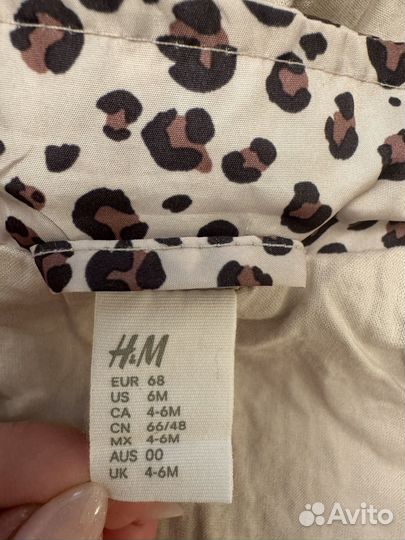 H&M
EUR 68
US 6M
CA 4-6M
CN 66/48
MX 4-6M
AUS 00
UK 4-6M
Avito